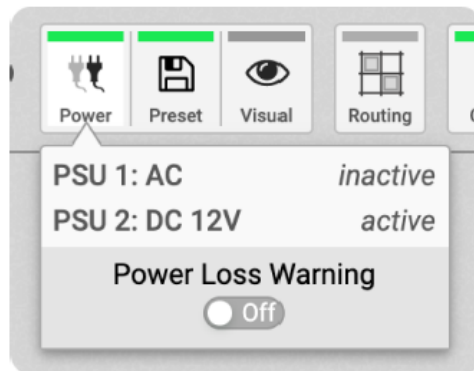 Power Preset Visual Routing
PSU 1: AC inactive
PSU 2: DC 12V active
Power Loss Warning
Off